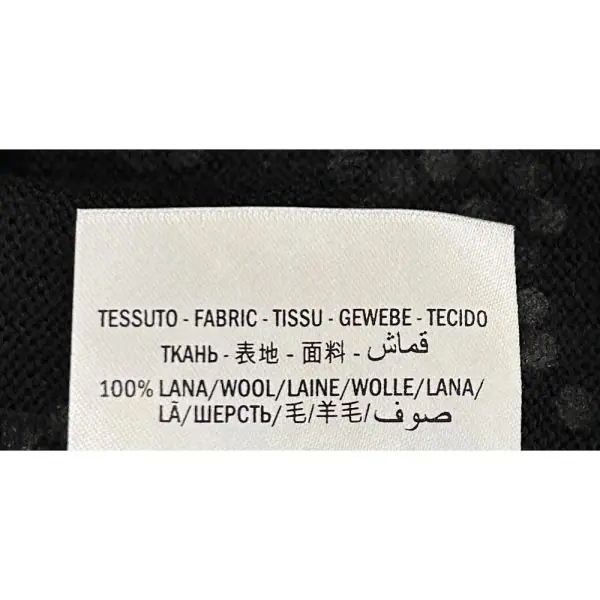 TESSUTO - FABRIC - TISSU - GEWEBE - TECIDO
ТКАНЬ - 表地 - 面料 - قماش
100% LANA/WOOL/LAINE/WOLLE/LANA/
LÃ/ШЕРСТЬ/毛/羊毛/صوف